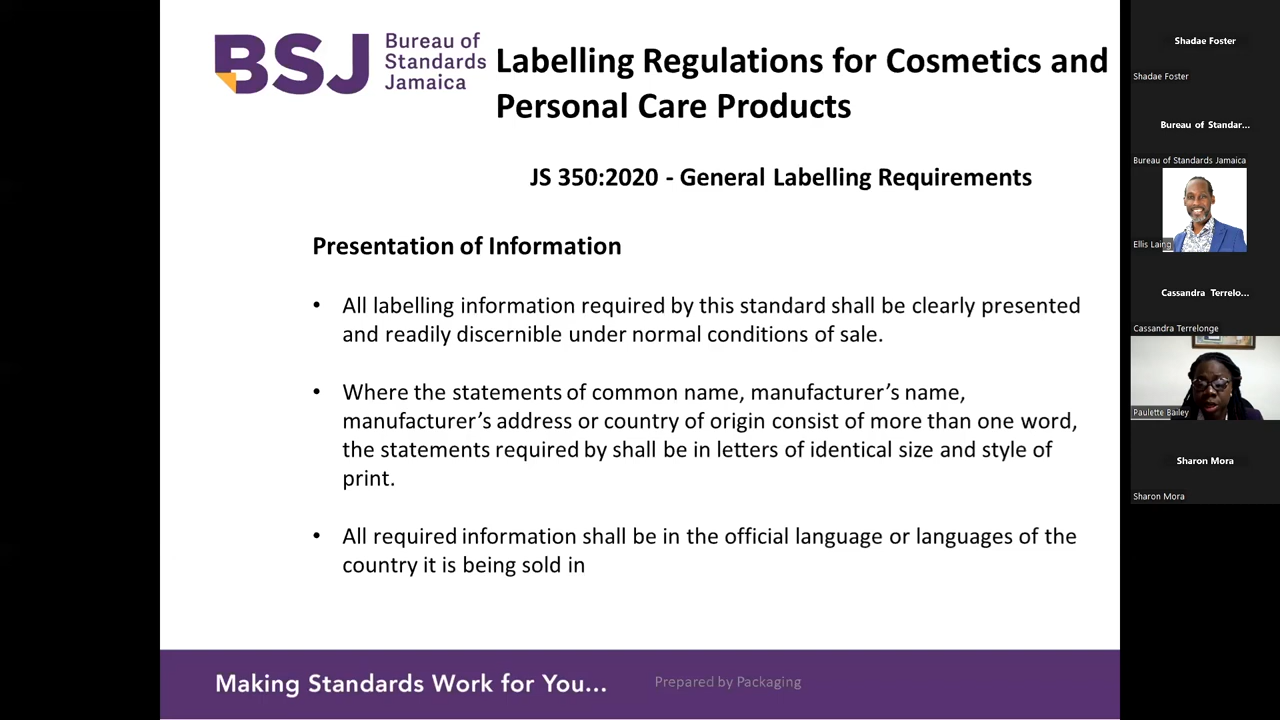 BSJ
Bureau of
Standards
Jamaica
Labelling Regulations for Cosmetics and
Personal Care Products
JS 350:2020 - General Labelling Requirements
Presentation of Information
• All labelling information required by this standard shall be clearly presented
and readily discernible under normal conditions of sale.
• Where the statements of common name, manufacturer’s name,
manufacturer’s address or country of origin consist of more than one word,
the statements required by shall be in letters of identical size and style of
print.
• All required information shall be in the official language or languages of the
country it is being sold in
Making Standards Work for You...
Prepared by Packaging
Shadae Foster
Shadae Foster
Bureau of Standar...
Bureau of Standards Jamaica
Ellis Laing
Cassandra Terrelo...
Cassandra Terrelonge
Paulette Bailey
Sharon Mora
Sharon Mora